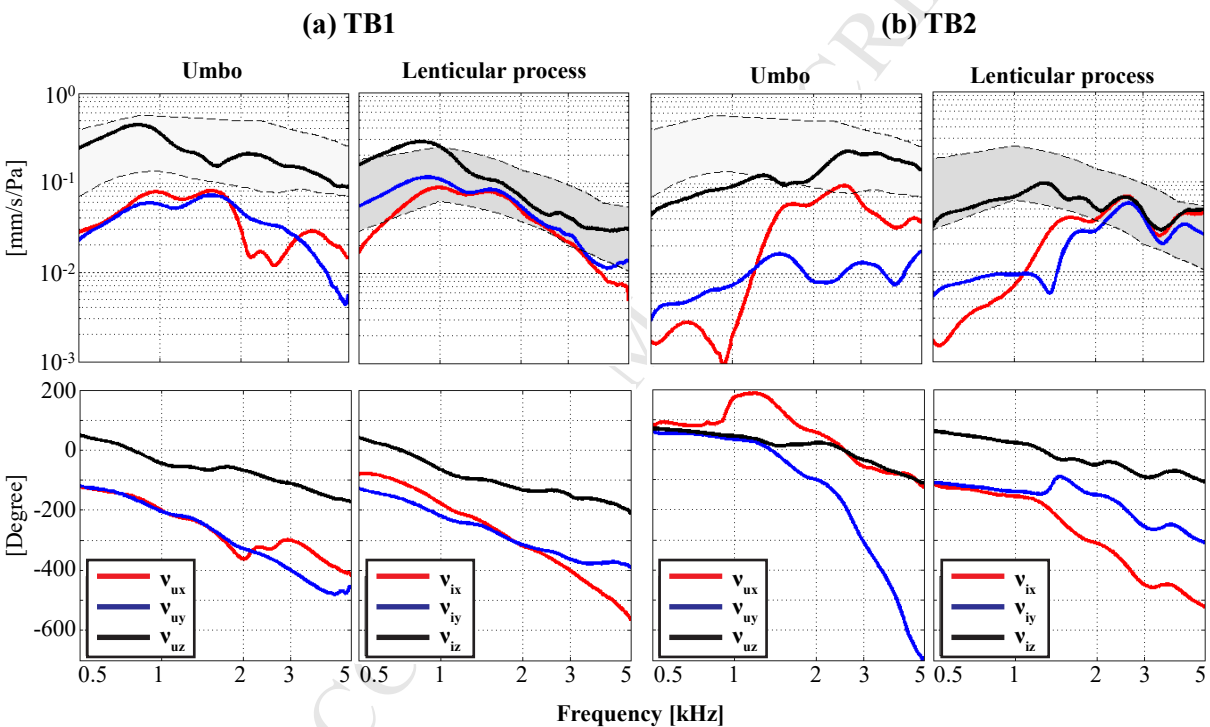 (a) TB1
(b) TB2
Umbo
Lenticular process
Umbo
Lenticular process
10⁰
10⁻¹
10⁻²
10⁻³
[mm/s/Pa]
200
0
-200
-400
-600
[Degree]
ν_ux
ν_uy
ν_uz
ν_ix
ν_iy
ν_iz
ν_ux
ν_uy
ν_uz
ν_ix
ν_iy
ν_iz
0.5 1 2 3 5
0.5 1 2 3 5
0.5 1 2 3 5
0.5 1 2 3 5
Frequency [kHz]